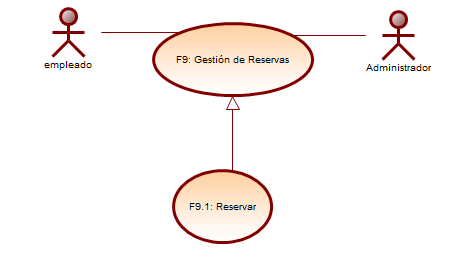 F9: Gestión de Reservas
empleado
Administrador
F9.1: Reservar